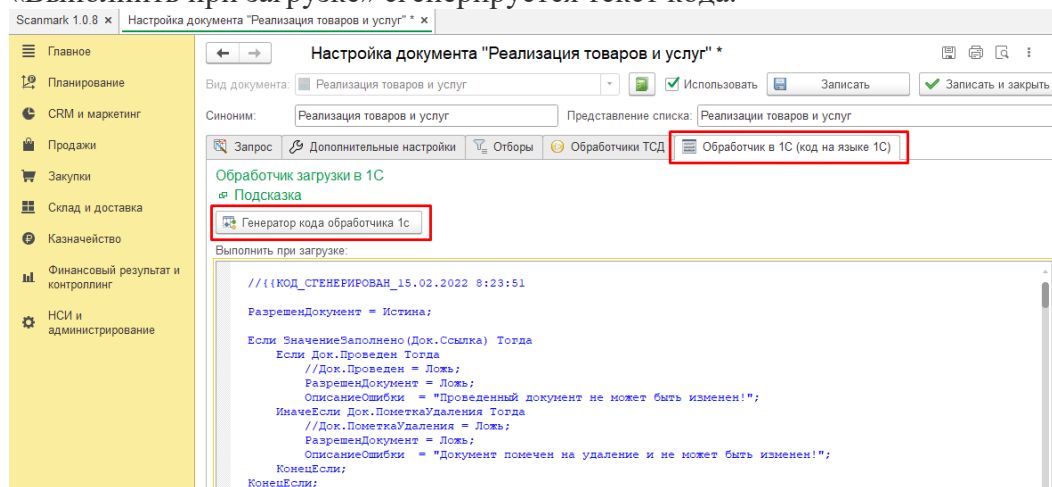 «Выполнить при загрузке» сгенерируется текст кода.
Scanmark 1.0.8 × Настройка документа "Реализация товаров и услуг" * ×
Главное
Планирование
CRM и маркетинг
Продажи
Закупки
Склад и доставка
Казначейство
Финансовый результат и
контроллинг
НСИ и
администрирование
Настройка документа "Реализация товаров и услуг" *
Вид документа: Реализация товаров и услуг Использовать Записать Записать и закрыть
Синоним: Реализация товаров и услуг Представление списка: Реализации товаров и услуг
Запрос Дополнительные настройки Отборы Обработчики ТСД Обработчик в 1С (код на языке 1С)
Обработчик загрузки в 1С
Подсказка
Генератор кода обработчика 1с
Выполнить при загрузке:
//{{КОД_СГЕНЕРИРОВАН_15.02.2022 8:23:51
РазрешенДокумент = Истина;
Если ЗначениеЗаполнено(Док.Ссылка) Тогда
Если Док.Проведен Тогда
//Док.Проведен = Ложь;
РазрешенДокумент = Ложь;
ОписаниеОшибки = "Проведенный документ не может быть изменен!";
ИначеЕсли Док.ПометкаУдаления Тогда
//Док.ПометкаУдаления = Ложь;
РазрешенДокумент = Ложь;
ОписаниеОшибки = "Документ помечен на удаление и не может быть изменен!";
КонецЕсли;
КонецЕсли;